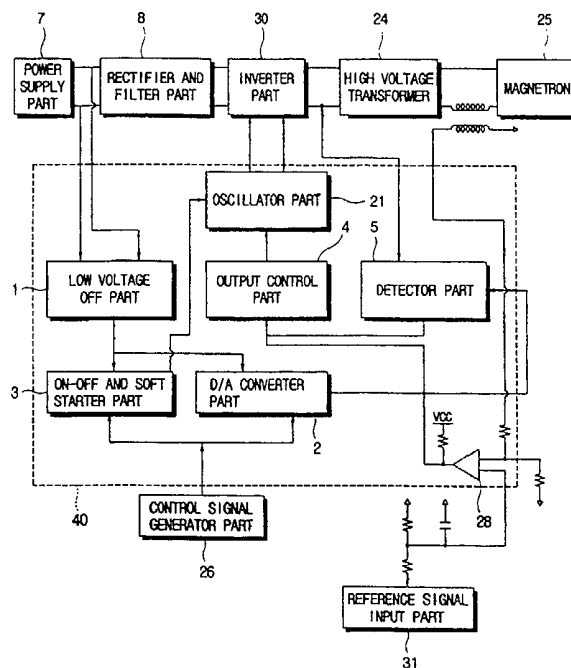 7
8
30
24
25
POWER
SUPPLY
PART
RECTIFIER AND
FILTER PART
INVERTER
PART
HIGH VOLTAGE
TRANSFORMER
MAGNETRON
OSCILLATOR PART
21
4
5
1
LOW VOLTAGE
OFF PART
OUTPUT CONTROL
PART
DETECTOR PART
3
ON-OFF AND SOFT
STARTER PART
D/A CONVERTER
PART
2
VCC
28
40
CONTROL SIGNAL
GENERATOR PART
26
REFERENCE SIGNAL
INPUT PART
31